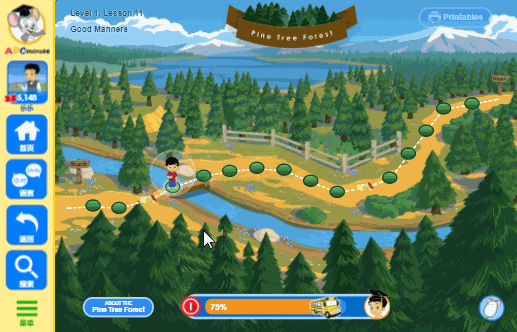 Level 1: Lesson 11
Good Manners
Pine Tree Forest
Printables
ABCmouse
5,148
乐乐
首页
语言
返回
搜索
菜单
Back
ABOUT THE
Pine Tree Forest
79%